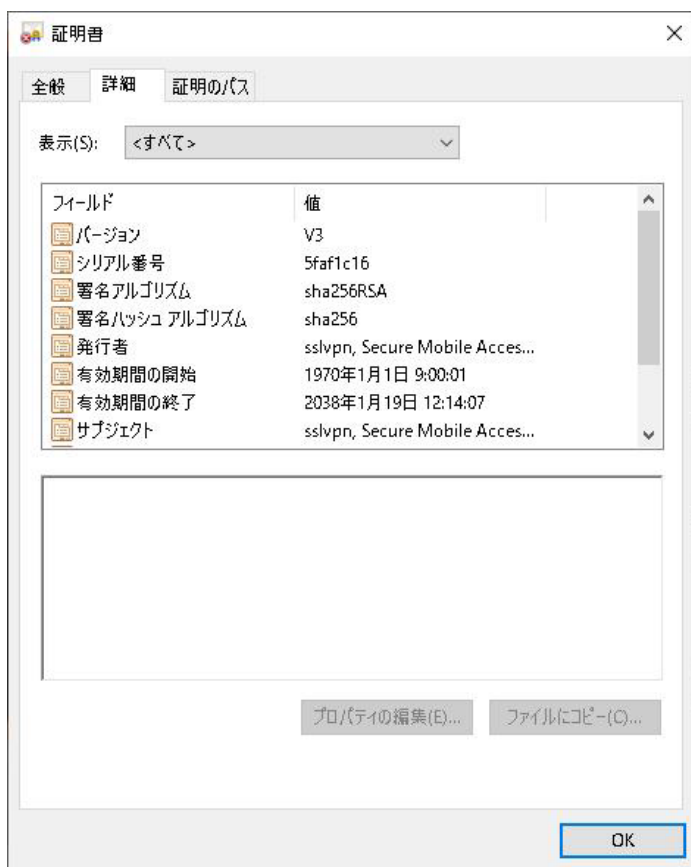 証明書
全般 詳細 証明のパス
表示(S): <すべて>
フィールド 値
バージョン V3
シリアル番号 5faf1c16
署名アルゴリズム sha256RSA
署名ハッシュ アルゴリズム sha256
発行者 sslvpn, Secure Mobile Acces...
有効期間の開始 1970年1月1日 9:00:01
有効期間の終了 2038年1月19日 12:14:07
サブジェクト sslvpn, Secure Mobile Acces...
プロパティの編集(E)... ファイルにコピー(C)...
OK